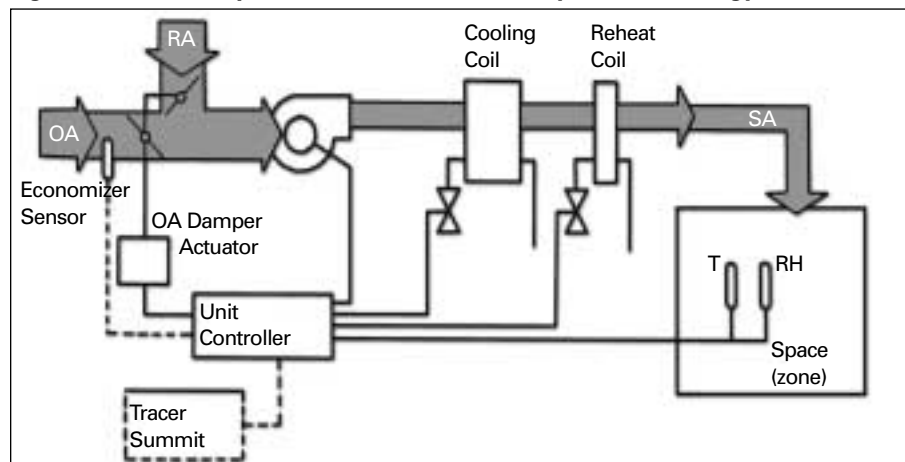 RA
Cooling
Coil
Reheat
Coil
OA
SA
Economizer
Sensor
OA Damper
Actuator
T
RH
Unit
Controller
Space
(zone)
Tracer
Summit